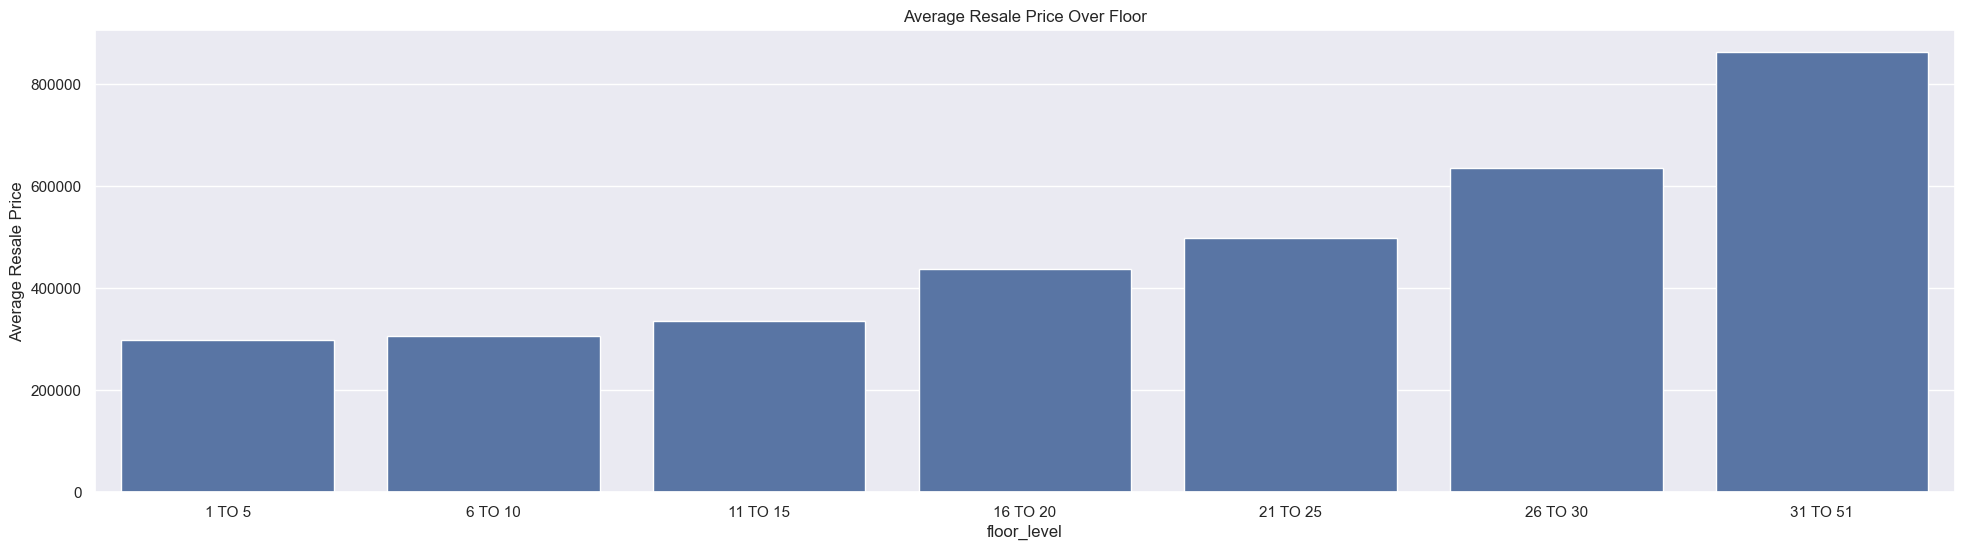 Average Resale Price Over Floor
Average Resale Price
800000
600000
400000
200000
0
1 TO 5 6 TO 10 11 TO 15 16 TO 20 21 TO 25 26 TO 30 31 TO 51
floor_level